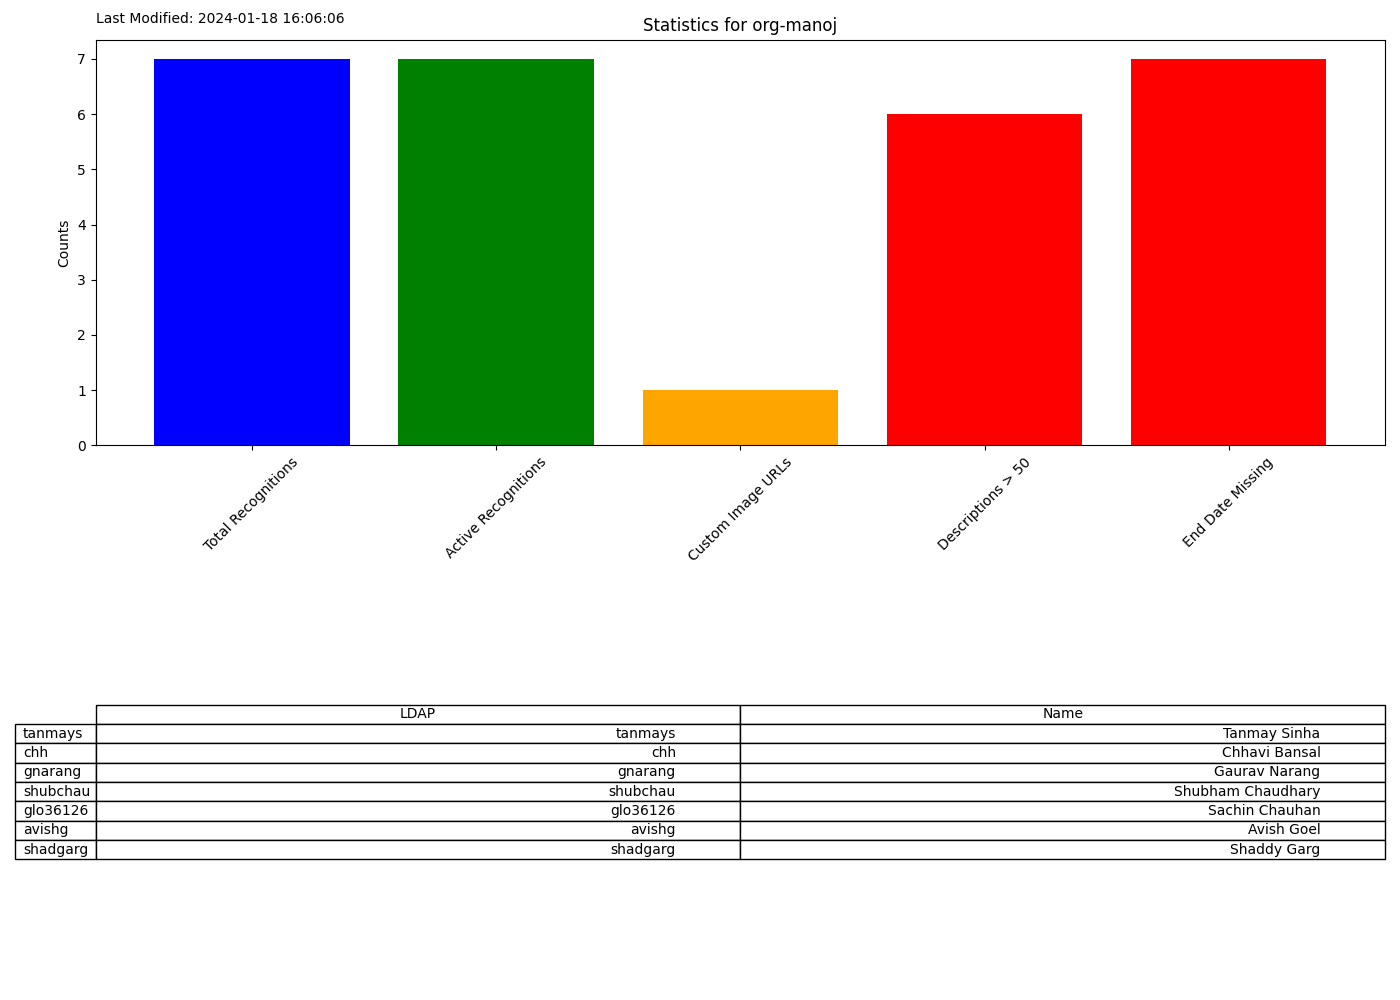 Last Modified: 2024-01-18 16:06:06
Statistics for org-manoj
Counts
7
6
5
4
3
2
1
0
Total Recognitions
Active Recognitions
Custom Image URLs
Descriptions > 50
End Date Missing
LDAP Name
tanmays tanmays Tanmay Sinha
chh chh Chhavi Bansal
gnarang gnarang Gaurav Narang
shubchau shubchau Shubham Chaudhary
glo36126 glo36126 Sachin Chauhan
avishg avishg Avish Goel
shadgarg shadgarg Shaddy Garg